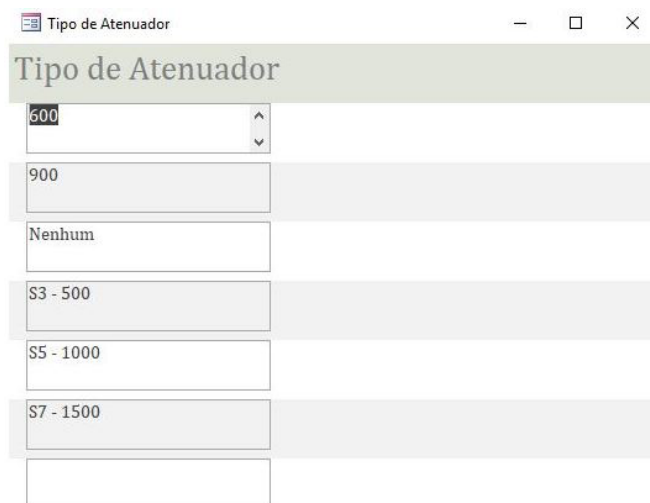 Tipo de Atenuador
Tipo de Atenuador
600
900
Nenhum
S3 - 500
S5 - 1000
S7 - 1500